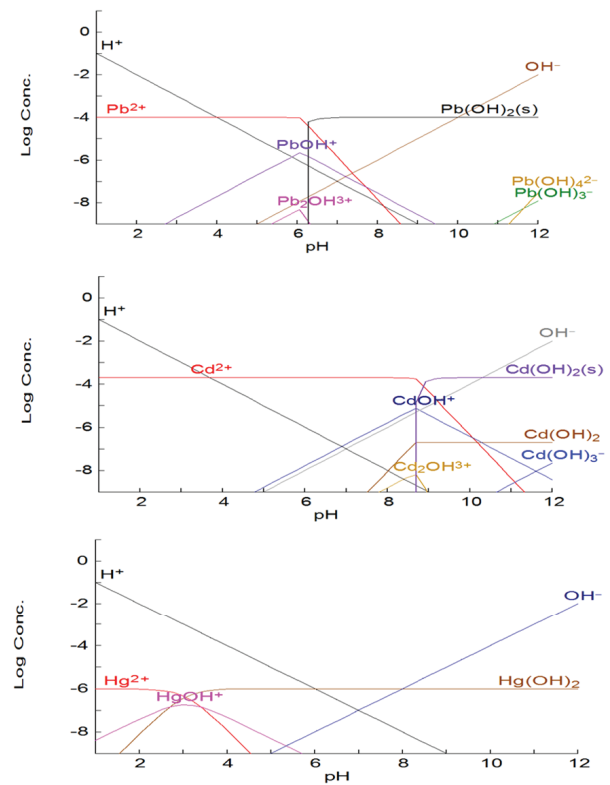 0
H⁺
-2
OH⁻
Log Conc.
Pb²⁺
Pb(OH)₂(s)
-4
PbOH⁺
-6
Pb(OH)₄²⁻
Pb₂OH³⁺
Pb(OH)₃⁻
-8
2 4 6 8 10 12
pH
0
H⁺
-2
OH⁻
Log Conc.
Cd²⁺
Cd(OH)₂(s)
-4
CdOH⁺
-6
Cd(OH)₂
Cd₂OH³⁺
Cd(OH)₃⁻
-8
2 4 6 8 10 12
pH
0
H⁺
-2
OH⁻
Log Conc.
-4
Hg²⁺
Hg(OH)₂
-6
HgOH⁺
-8
2 4 6 8 10 12
pH